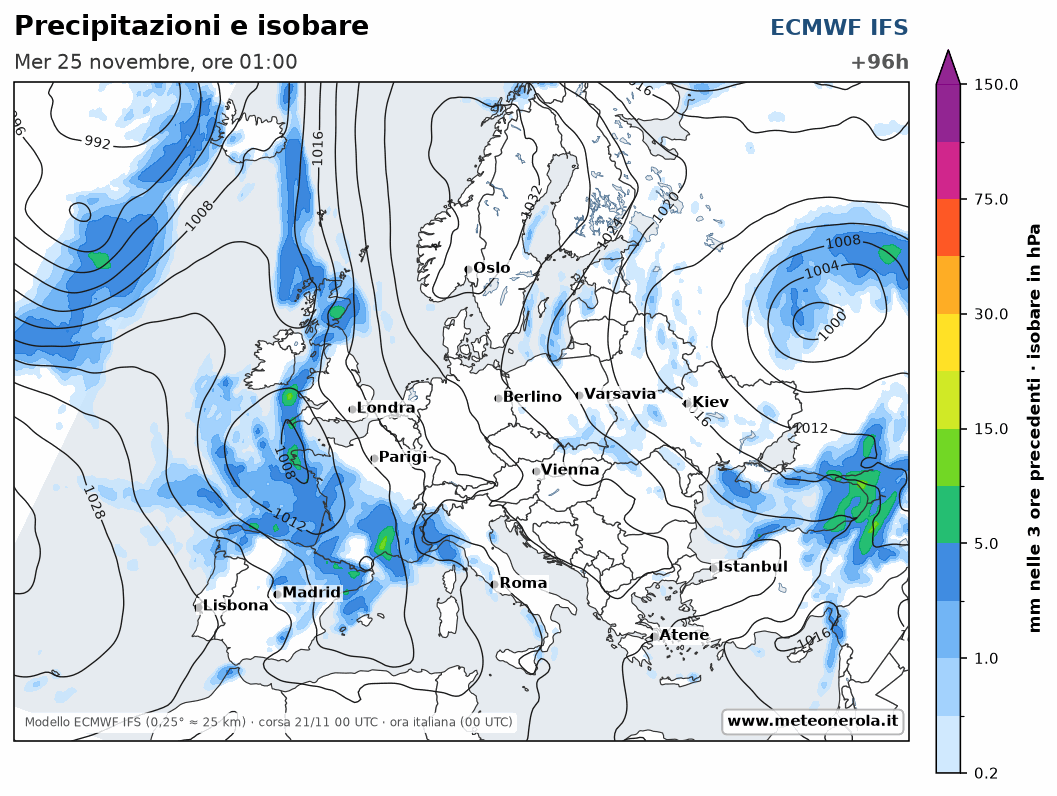 Precipitazioni e isobare
ECMWF IFS
Mer 25 novembre, ore 01:00
+96h
150.0
75.0
30.0
15.0
5.0
1.0
0.2
mm nelle 3 ore precedenti · isobare in hPa
996
992
1008
1016
016
1032
1024
1020
1008
1004
1000
Oslo
Londra
Berlino
Varsavia
Kiev
16
1012
Parigi
Vienna
1008
1028
1012
Istanbul
Madrid
Roma
Lisbona
Atene
1016
Modello ECMWF IFS (0,25° ≈ 25 km) · corsa 21/11 00 UTC · ora italiana (00 UTC)
www.meteonerola.it